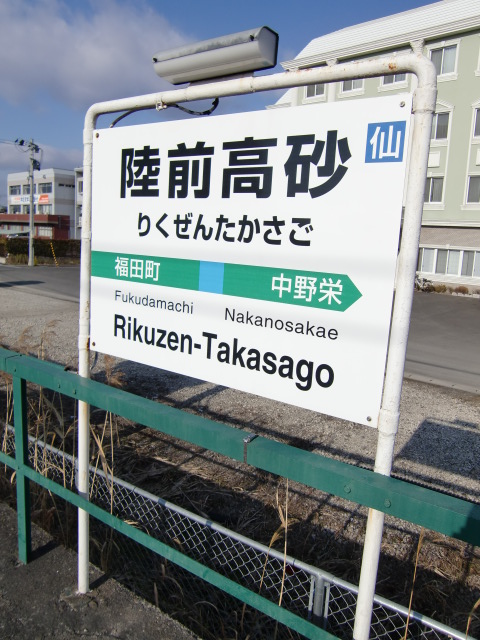 陸前高砂 仙
りくぜんたかさご
福田町 中野栄
Fukudamachi Nakanosakae
Rikuzen-Takasago